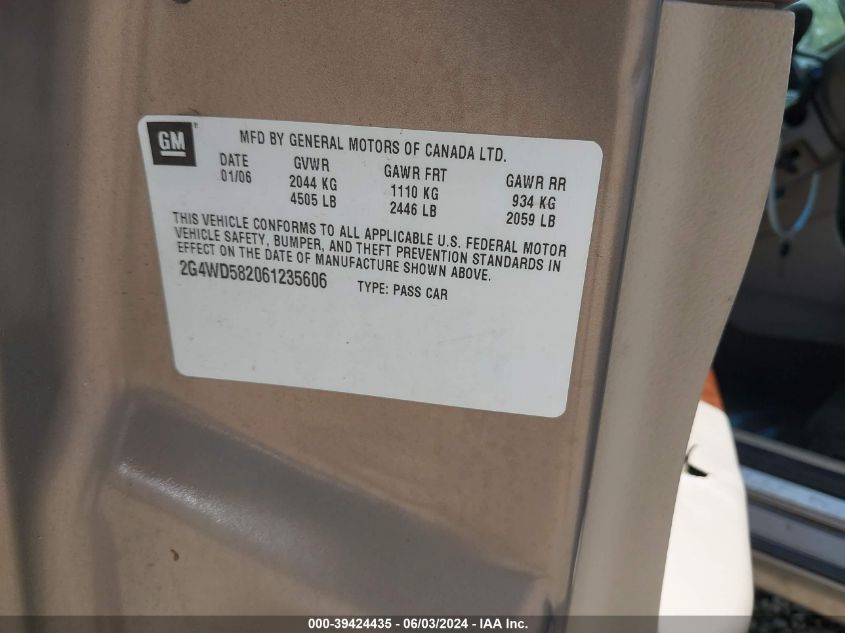 GM ®
MFD BY GENERAL MOTORS OF CANADA LTD.
DATE GVWR GAWR FRT GAWR RR
01/06 2044 KG 1110 KG 934 KG
4505 LB 2446 LB 2059 LB
THIS VEHICLE CONFORMS TO ALL APPLICABLE U.S. FEDERAL MOTOR
VEHICLE SAFETY, BUMPER, AND THEFT PREVENTION STANDARDS IN
EFFECT ON THE DATE OF MANUFACTURE SHOWN ABOVE.
2G4WD582061235606 TYPE: PASS CAR
000-39424435 - 06/03/2024 - IAA Inc.